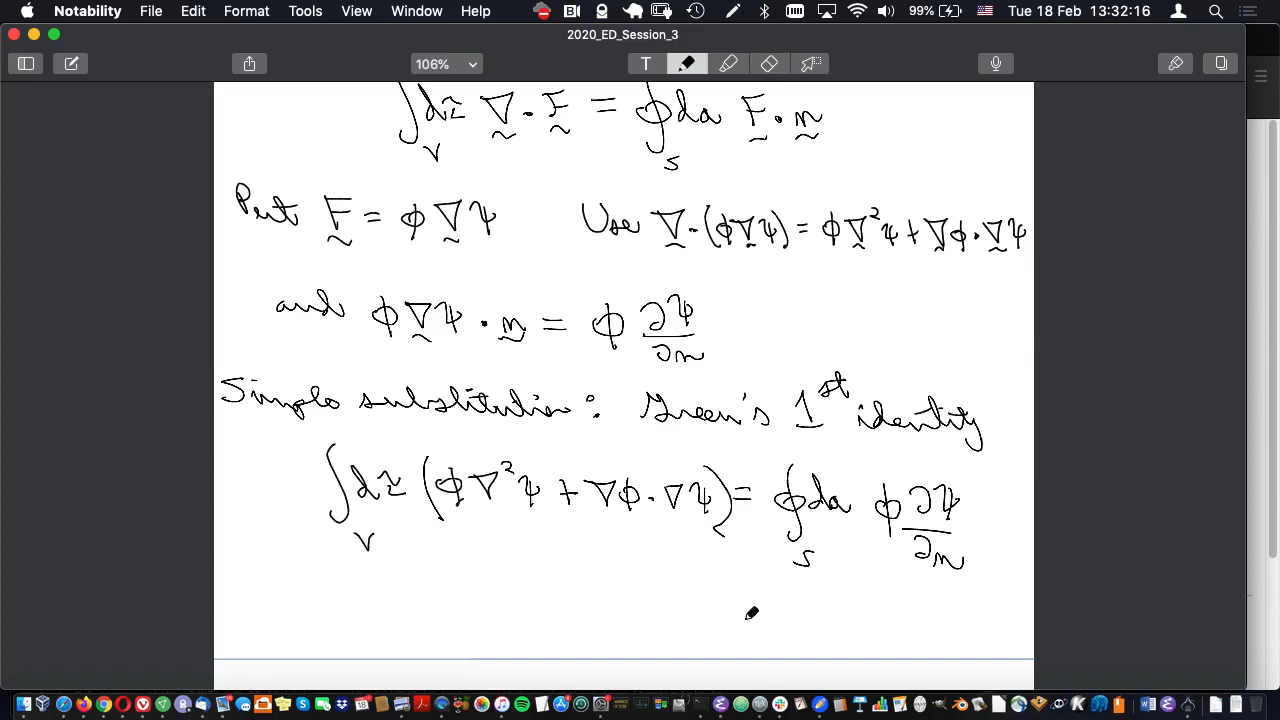 Notability File Edit Format Tools View Window Help 99% Tue 18 Feb 13:32:16
2020_ED_Session_3
106% T
∫_V dτ ∇ · F = ∮_S da F · n
Put F = φ ∇ψ Use ∇ · (φ∇ψ) = φ∇²ψ + ∇φ · ∇ψ
and φ ∇ψ · n = φ ∂ψ/∂n
Simple substitution: Green's 1st identity
∫_V dτ (φ∇²ψ + ∇φ · ∇ψ) = ∮_S da φ ∂ψ/∂n